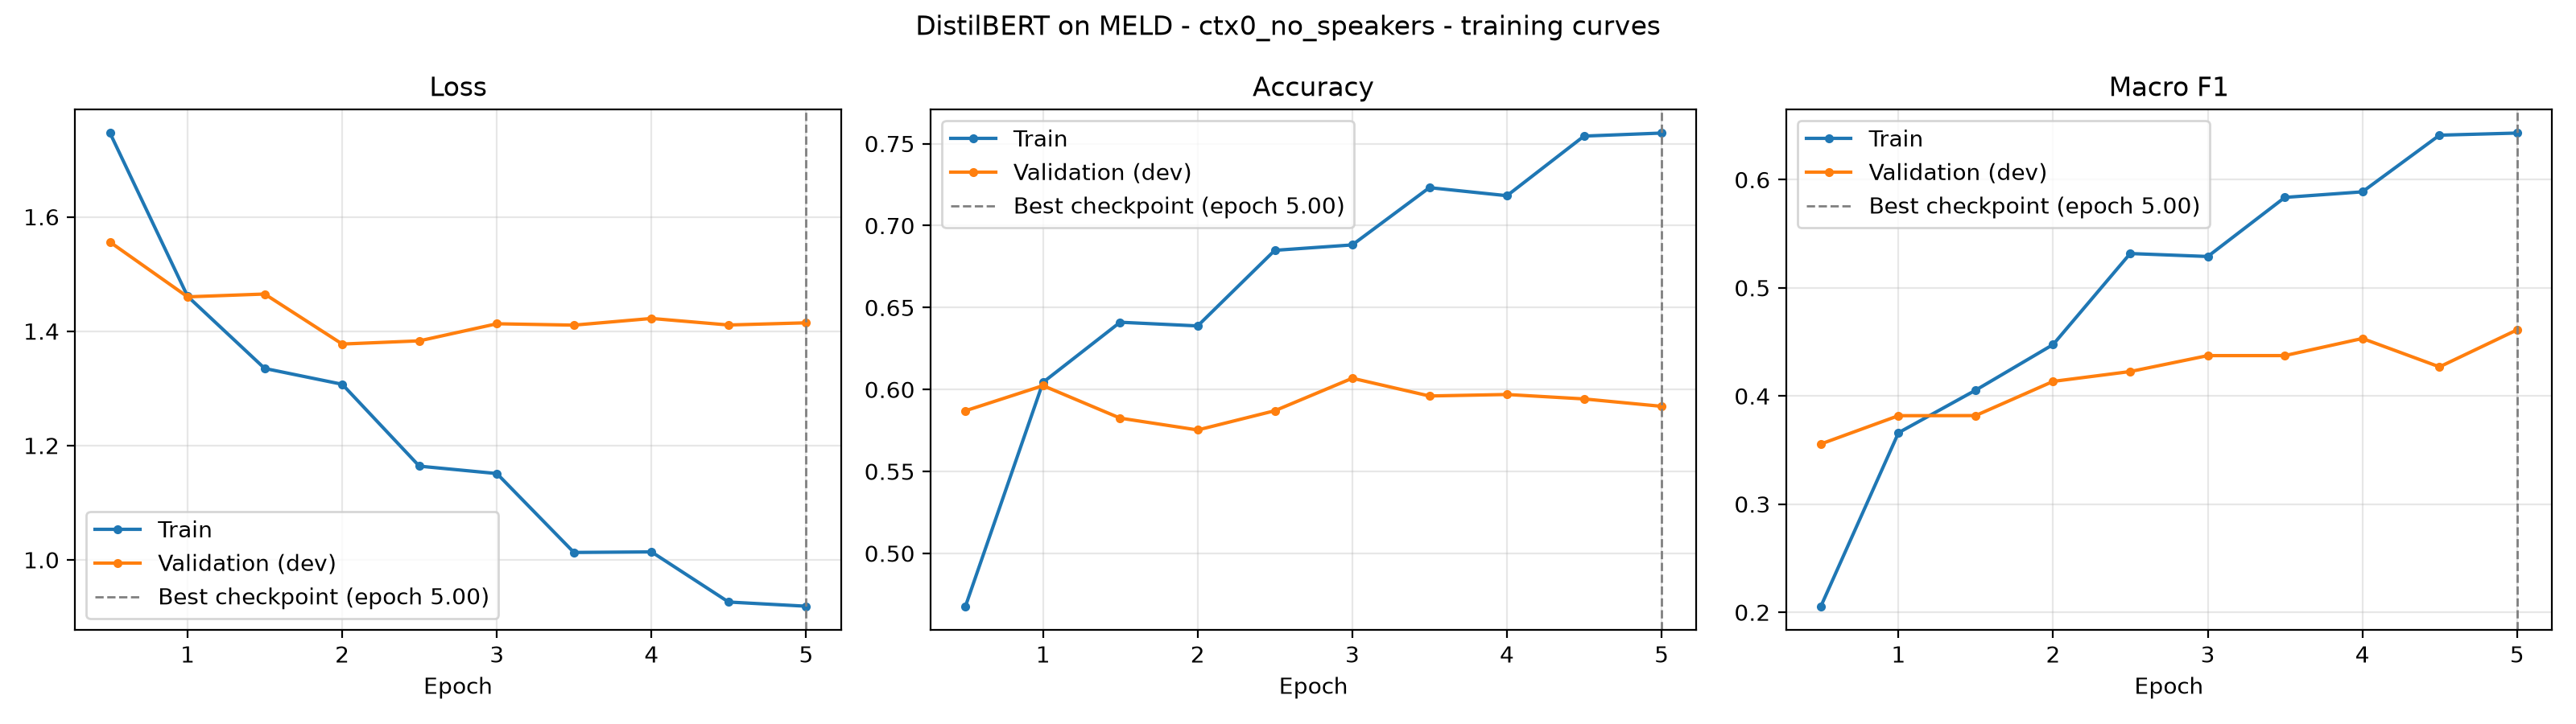 DistilBERT on MELD - ctx0_no_speakers - training curves
Loss
1.6
1.4
1.2
1.0
Train
Validation (dev)
Best checkpoint (epoch 5.00)
1 2 3 4 5
Epoch
Accuracy
0.75
0.70
0.65
0.60
0.55
0.50
Train
Validation (dev)
Best checkpoint (epoch 5.00)
1 2 3 4 5
Epoch
Macro F1
0.6
0.5
0.4
0.3
0.2
Train
Validation (dev)
Best checkpoint (epoch 5.00)
1 2 3 4 5
Epoch